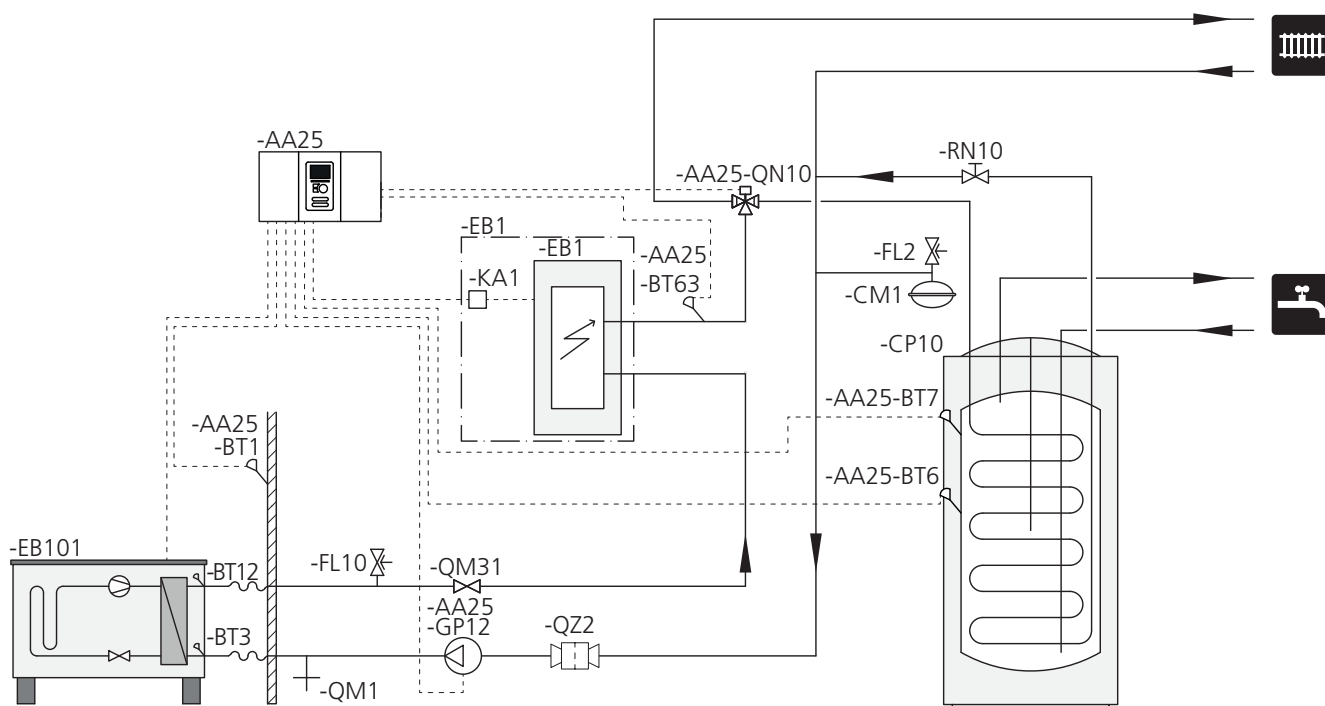 -AA25
-RN10
-AA25-QN10
-EB1
-EB1
-AA25
-BT63
-KA1
-FL2
-CM1
-CP10
-AA25-BT7
-AA25
-BT1
-AA25-BT6
-EB101
-BT12
-FL10
-QM31
-AA25
-GP12
-QZ2
-BT3
-QM1